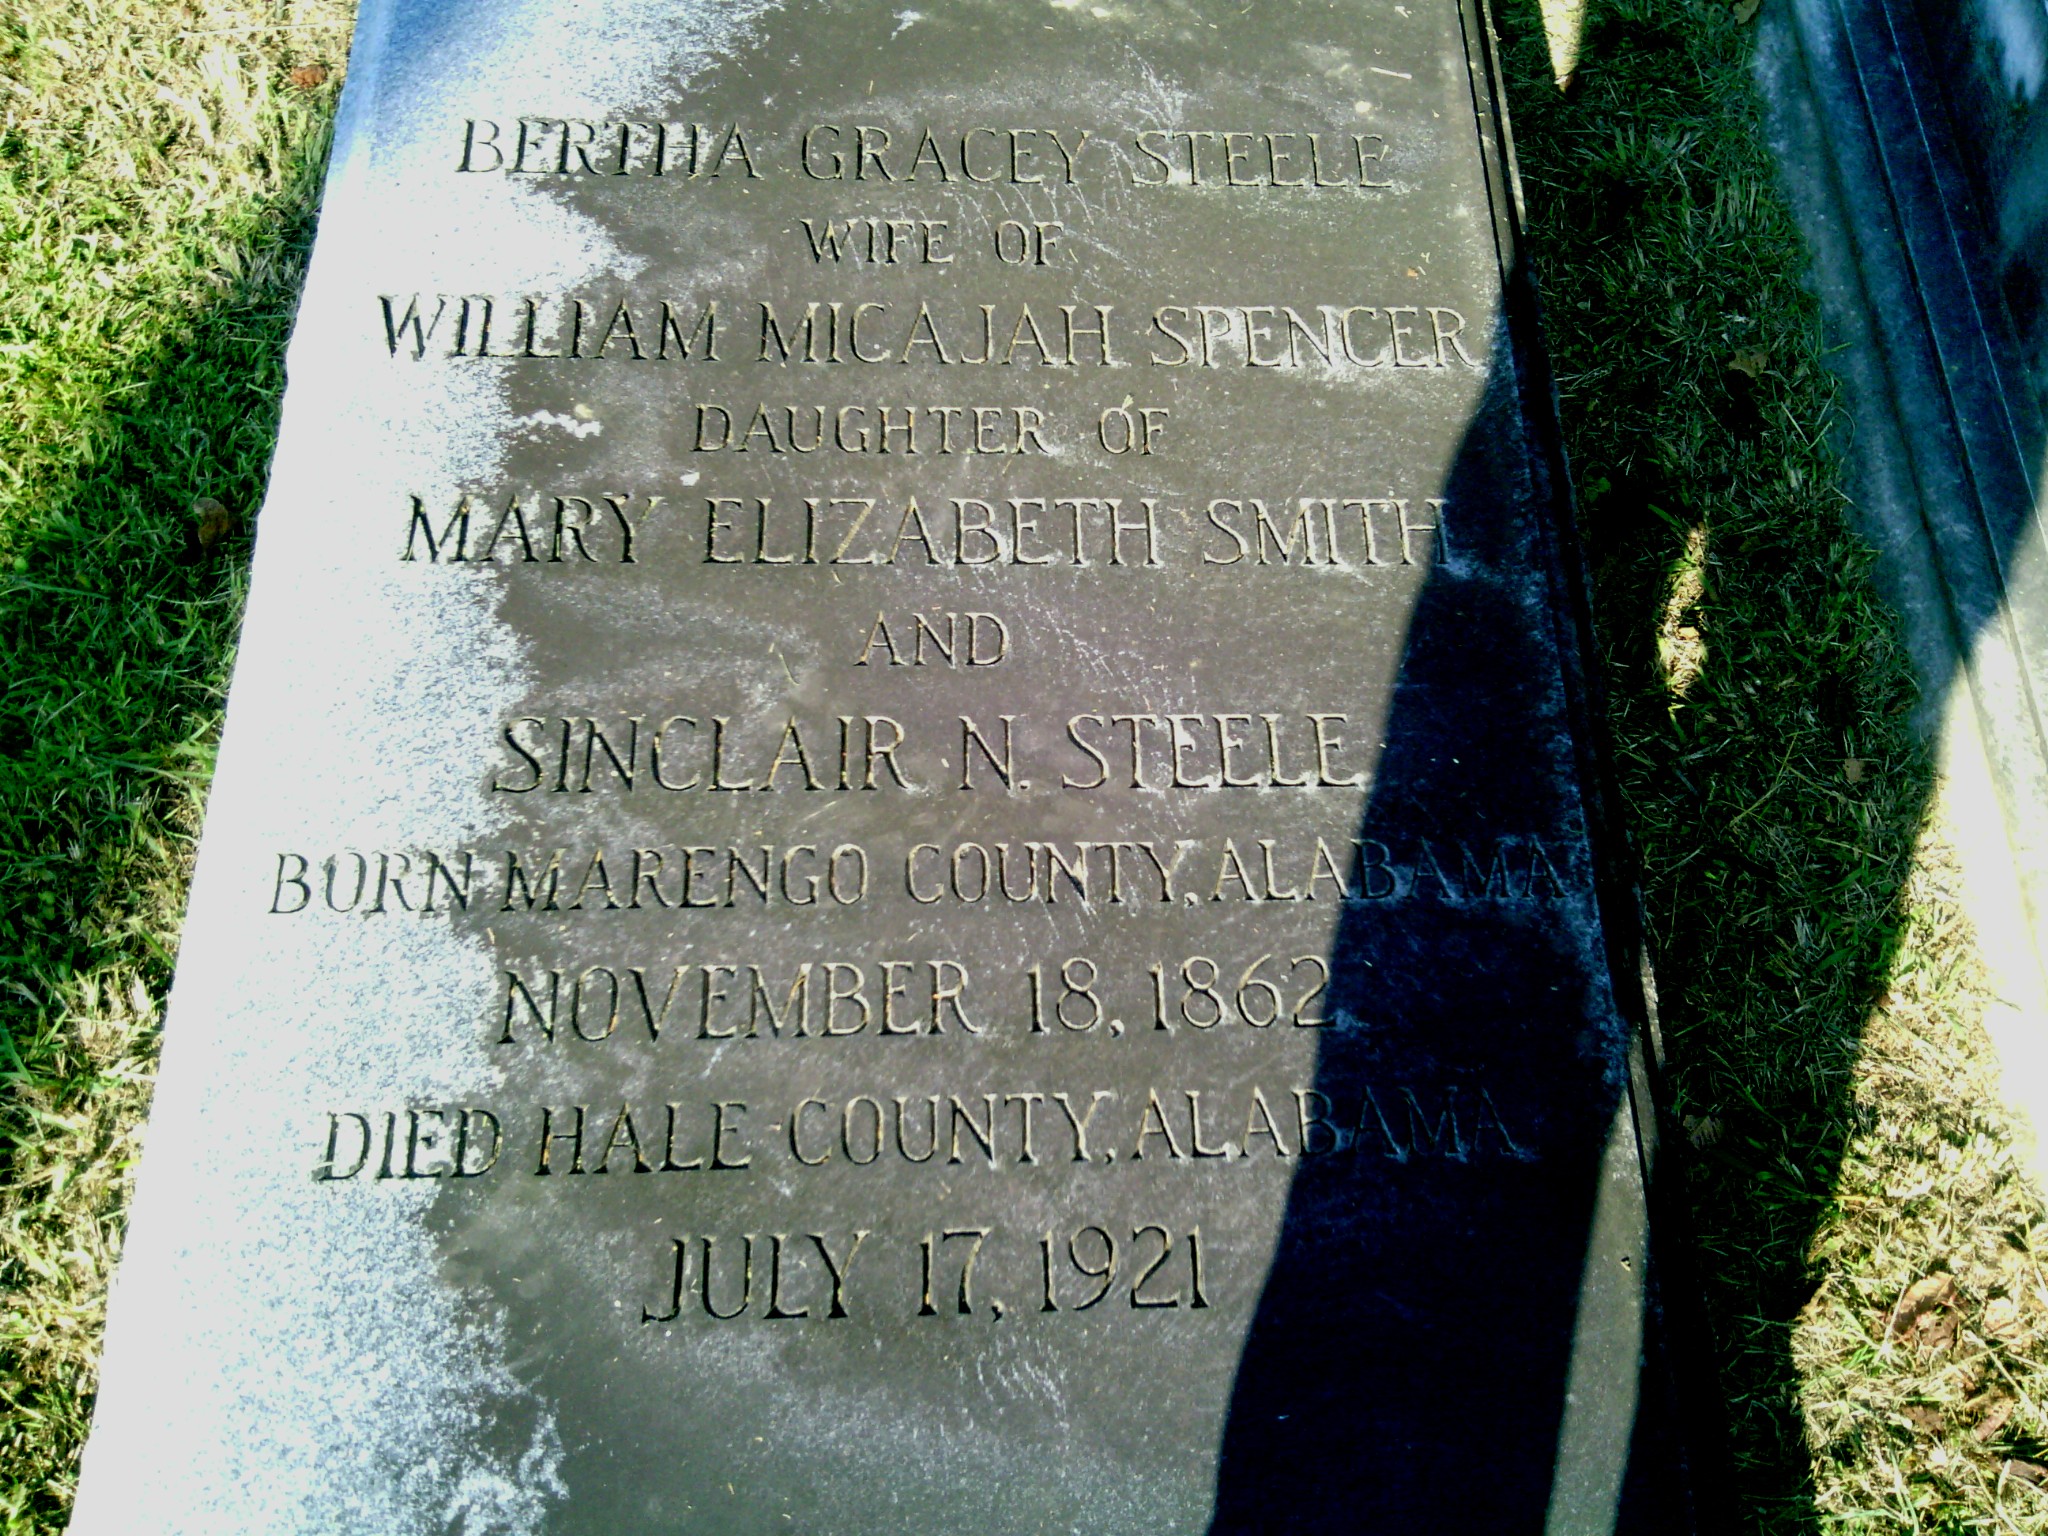 BERTHA GRACEY STEELE
WIFE OF
WILLIAM MICAJAH SPENCER
DAUGHTER OF
MARY ELIZABETH SMITH
AND
SINCLAIR N. STEELE
BORN MARENGO COUNTY, ALABAMA
NOVEMBER 18, 1862
DIED HALE COUNTY, ALABAMA
JULY 17, 1921